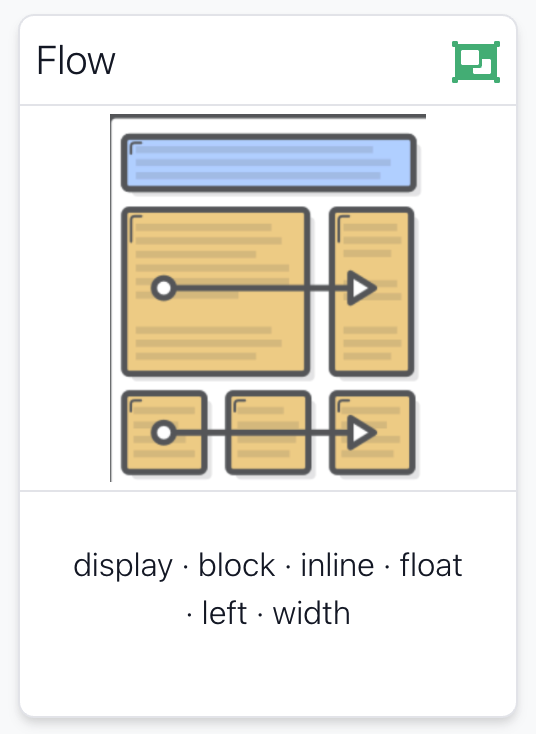 Flow
display · block · inline · float
· left · width